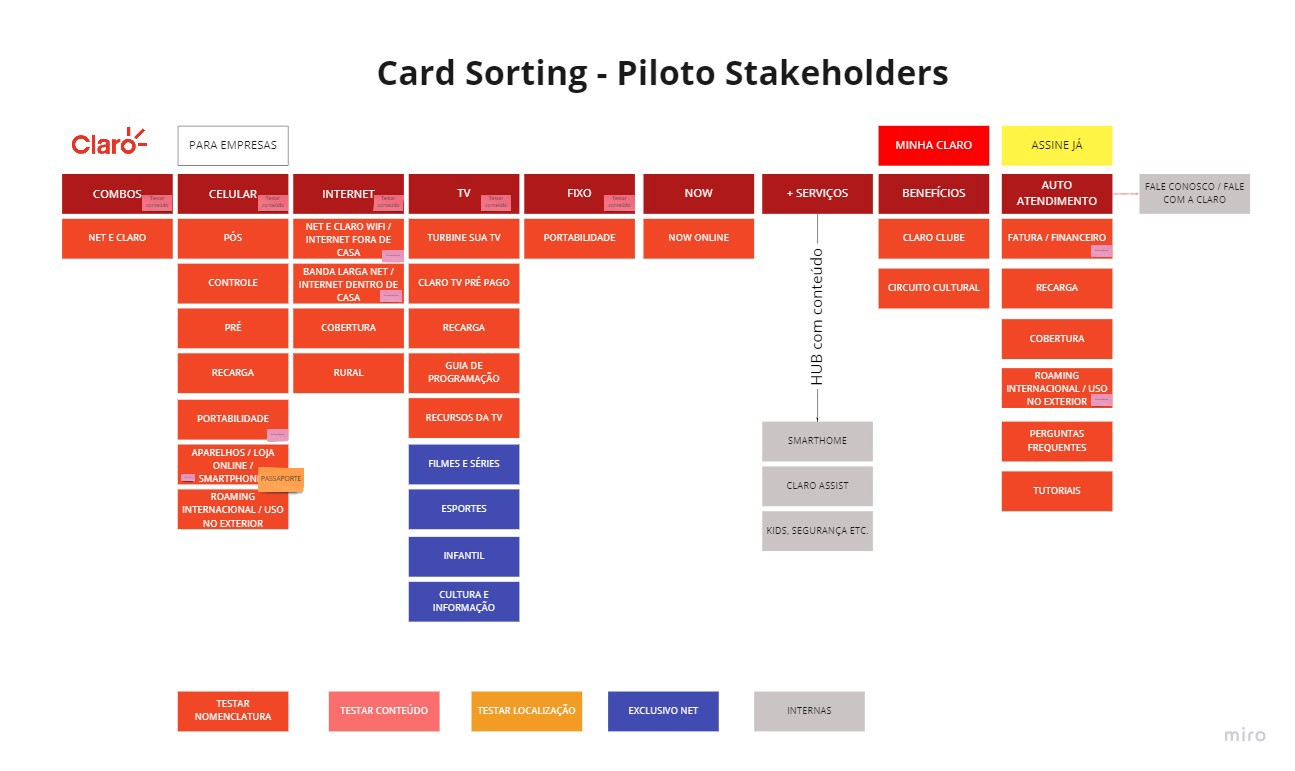 Card Sorting - Piloto Stakeholders
Claro
PARA EMPRESAS
MINHA CLARO
ASSINE JÁ
COMBOS
Testar
conteúdo
CELULAR
Testar
conteúdo
INTERNET
Testar
conteúdo
TV
Testar
conteúdo
FIXO
Testar
conteúdo
NOW
+ SERVIÇOS
BENEFÍCIOS
AUTO
ATENDIMENTO
FALE CONOSCO / FALE
COM A CLARO
NET E CLARO
PÓS
CONTROLE
PRÉ
RECARGA
PORTABILIDADE
APARELHOS / LOJA
ONLINE /
PASSAPORTE
ROAMING
INTERNACIONAL / USO
NO EXTERIOR
NET E CLARO WIFI /
INTERNET FORA DE
CASA
BANDA LARGA NET /
INTERNET DENTRO DE
CASA
COBERTURA
RURAL
TURBINE SUA TV
CLARO TV PRÉ PAGO
RECARGA
GUIA DE
PROGRAMAÇÃO
RECURSOS DA TV
FILMES E SÉRIES
ESPORTES
INFANTIL
CULTURA E
INFORMAÇÃO
PORTABILIDADE
NOW ONLINE
HUB com conteúdo
SMARTHOME
CLARO ASSIST
KIDS, SEGURANÇA ETC.
CLARO CLUBE
CIRCUITO CULTURAL
FATURA / FINANCEIRO
RECARGA
COBERTURA
ROAMING
INTERNACIONAL / USO
NO EXTERIOR
PERGUNTAS
FREQUENTES
TUTORIAIS
TESTAR
NOMENCLATURA
TESTAR CONTEÚDO
TESTAR LOCALIZAÇÃO
EXCLUSIVO NET
INTERNAS
miro